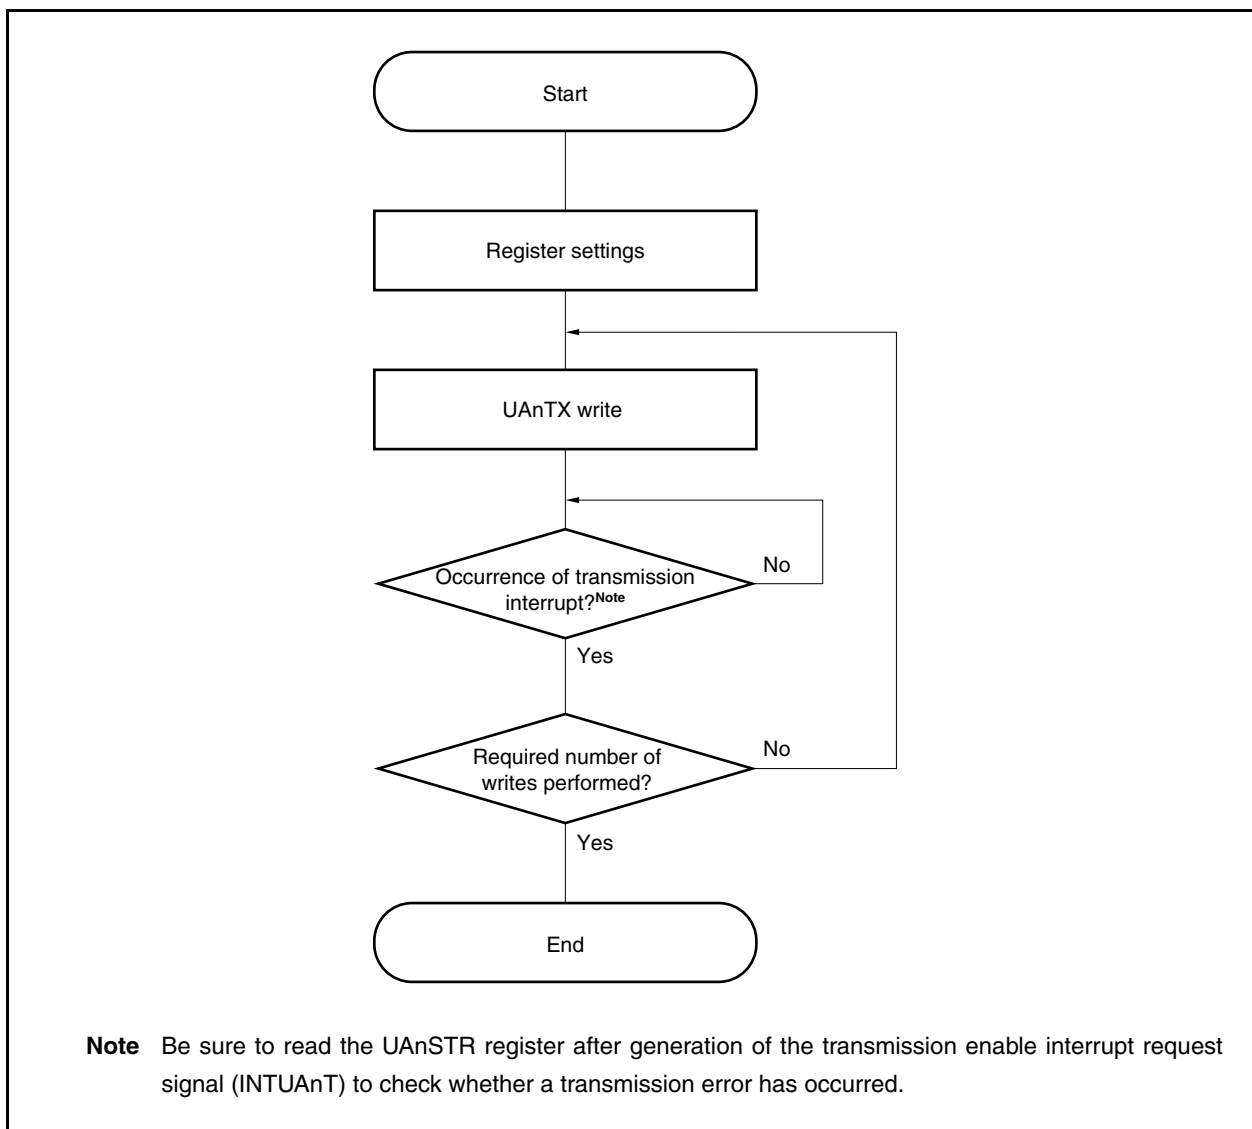 Start
Register settings
UAnTX write
Occurrence of transmission
interrupt?Note
No
Yes
Required number of
writes performed?
No
Yes
End
Note Be sure to read the UAnSTR register after generation of the transmission enable interrupt request
signal (INTUAnT) to check whether a transmission error has occurred.